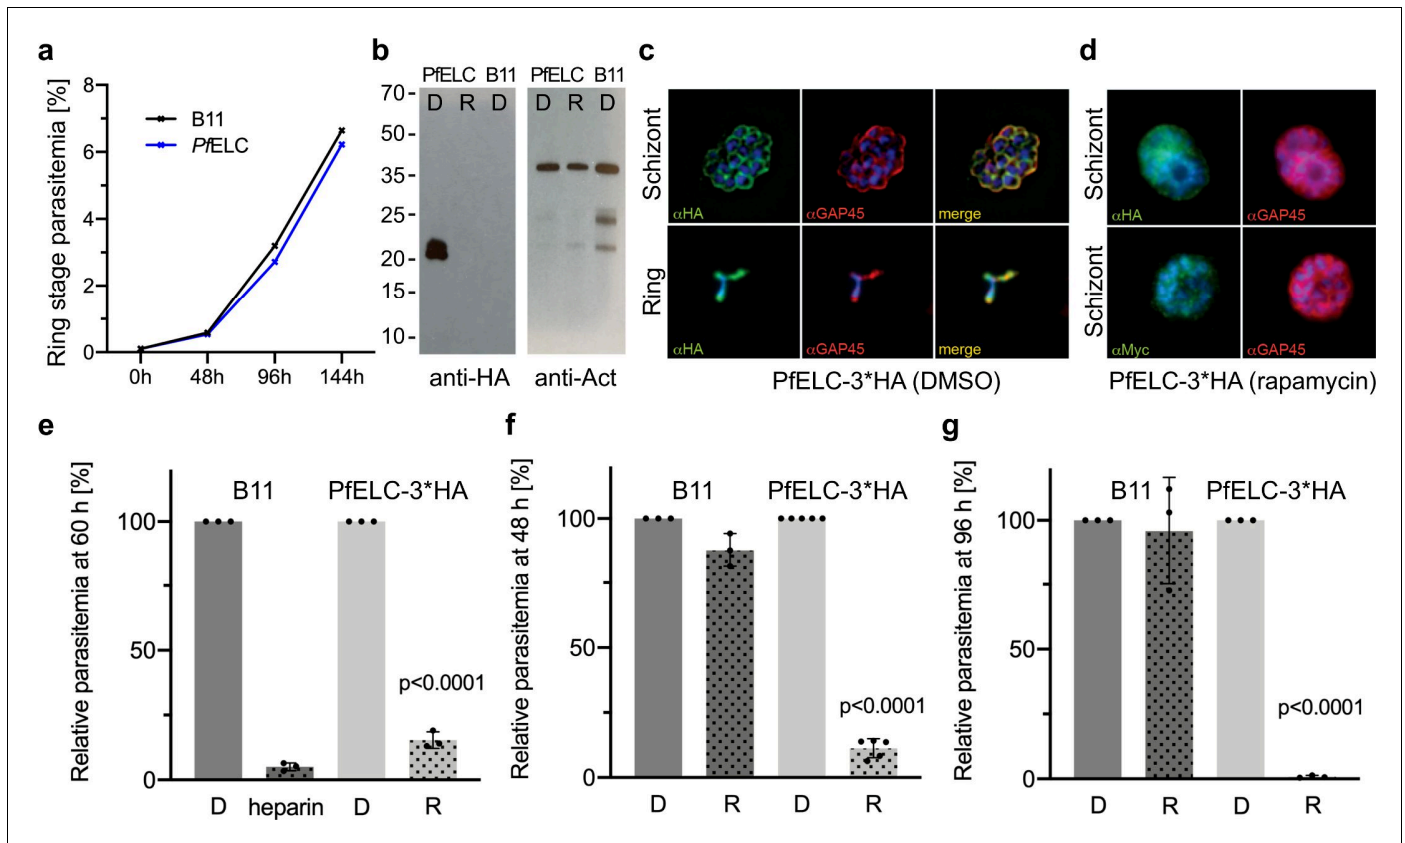 a
Ring stage parasitemia [%]
8
6
4
2
0
B11
PfELC
0h 48h 96h 144h
b
PfELC B11 PfELC B11
D R D D R D
70
50
35
25
20
15
10
anti-HA anti-Act
c
Schizont
αHA αGAP45 merge
Ring
αHA αGAP45 merge
PfELC-3*HA (DMSO)
d
Schizont
αHA αGAP45
Schizont
αMyc αGAP45
PfELC-3*HA (rapamycin)
e
Relative parasitemia at 60 h [%]
B11 PfELC-3*HA
100
50
0
p<0.0001
D heparin D R
f
Relative parasitemia at 48 h [%]
B11 PfELC-3*HA
100
50
0
p<0.0001
D R D R
g
Relative parasitemia at 96 h [%]
B11 PfELC-3*HA
100
50
0
p<0.0001
D R D R